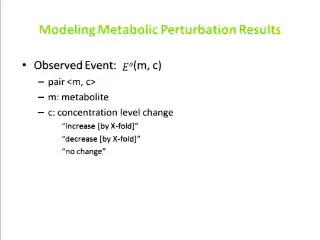 Modeling Metabolic Perturbation Results
• Observed Event: Eᵒ(m, c)
– pair <m, c>
– m: metabolite
– c: concentration level change
"increase [by X-fold]"
"decrease [by X-fold]"
"no change"